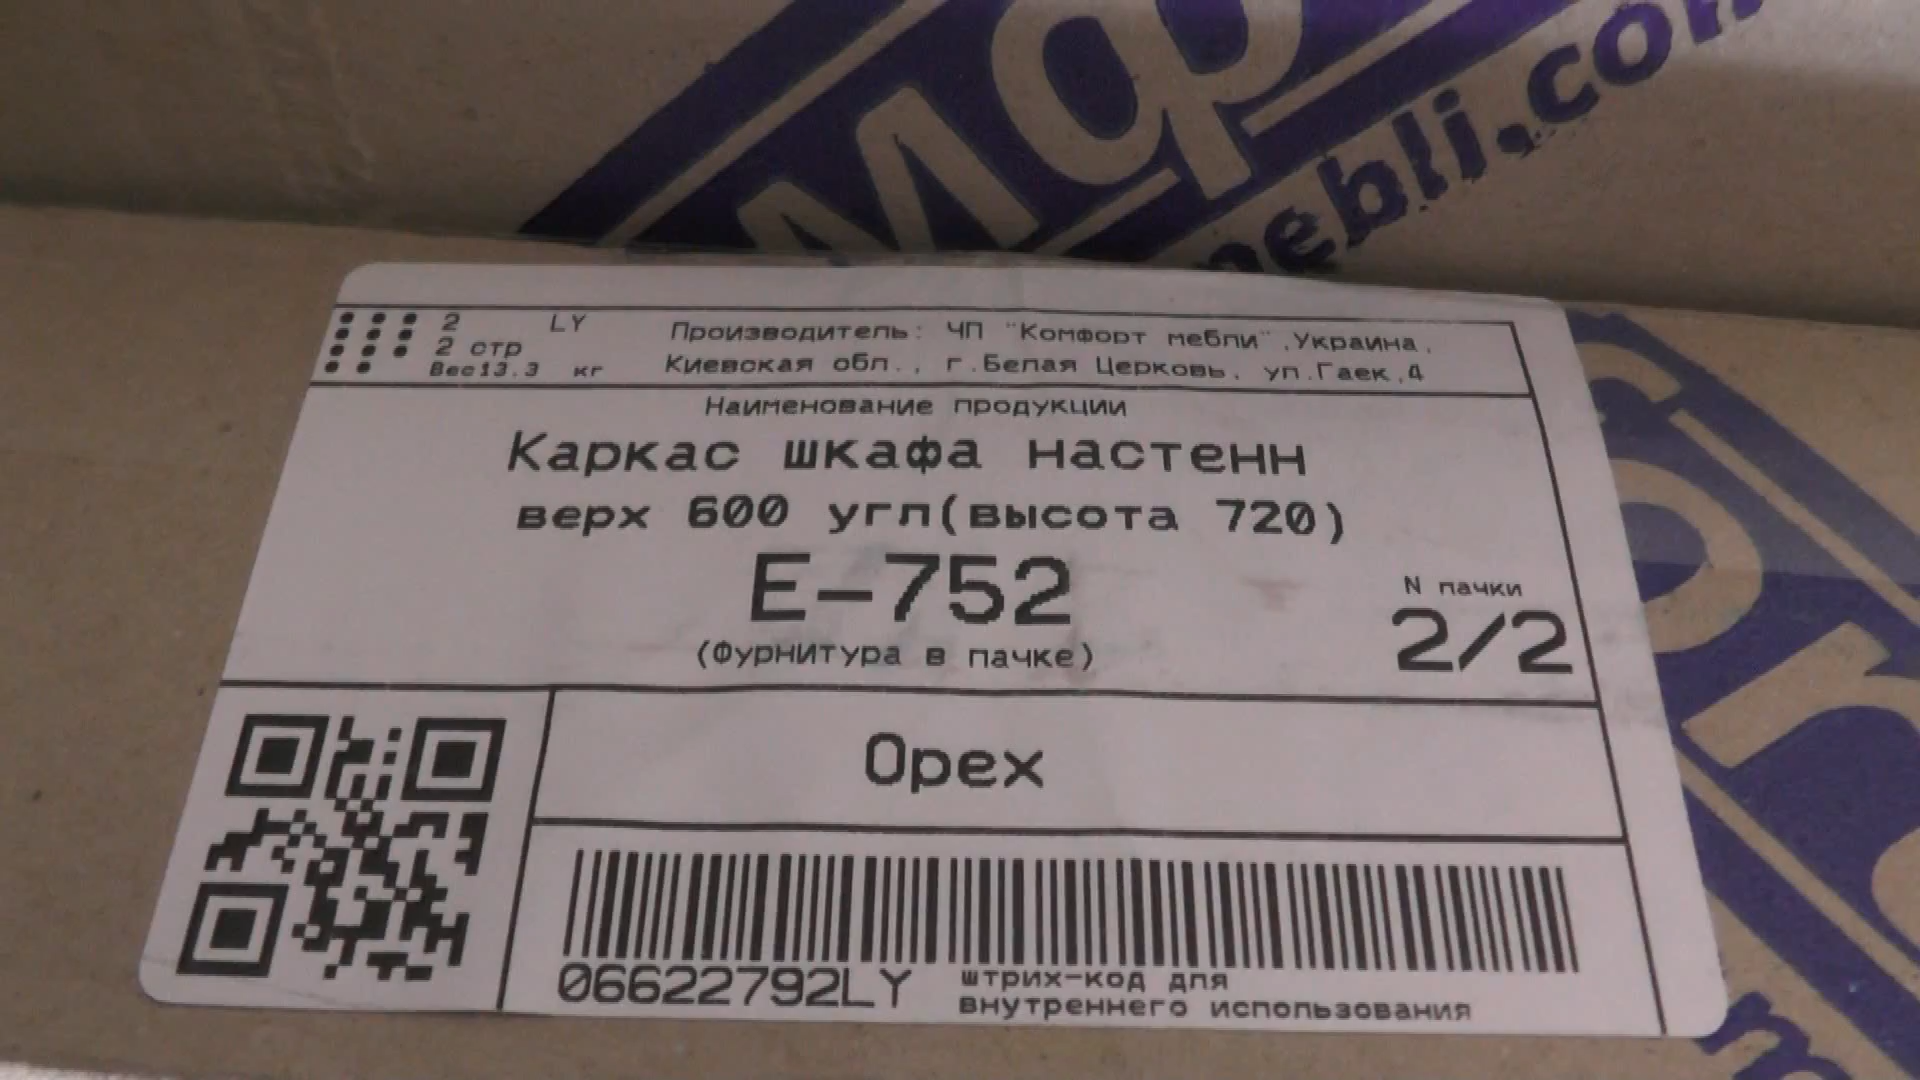 мф
mebli.com
2 LY
2 стр
Вес13.3 кг
Производитель: ЧП "Комфорт мебли",Украина,
Киевская обл., г.Белая Церковь, ул.Гаек,4
Наименование продукции
Каркас шкафа настенн
верх 600 угл(высота 720)
E-752
(Фурнитура в пачке)
N пачки
2/2
Орех
06622792LY
штрих-код для
внутреннего использования